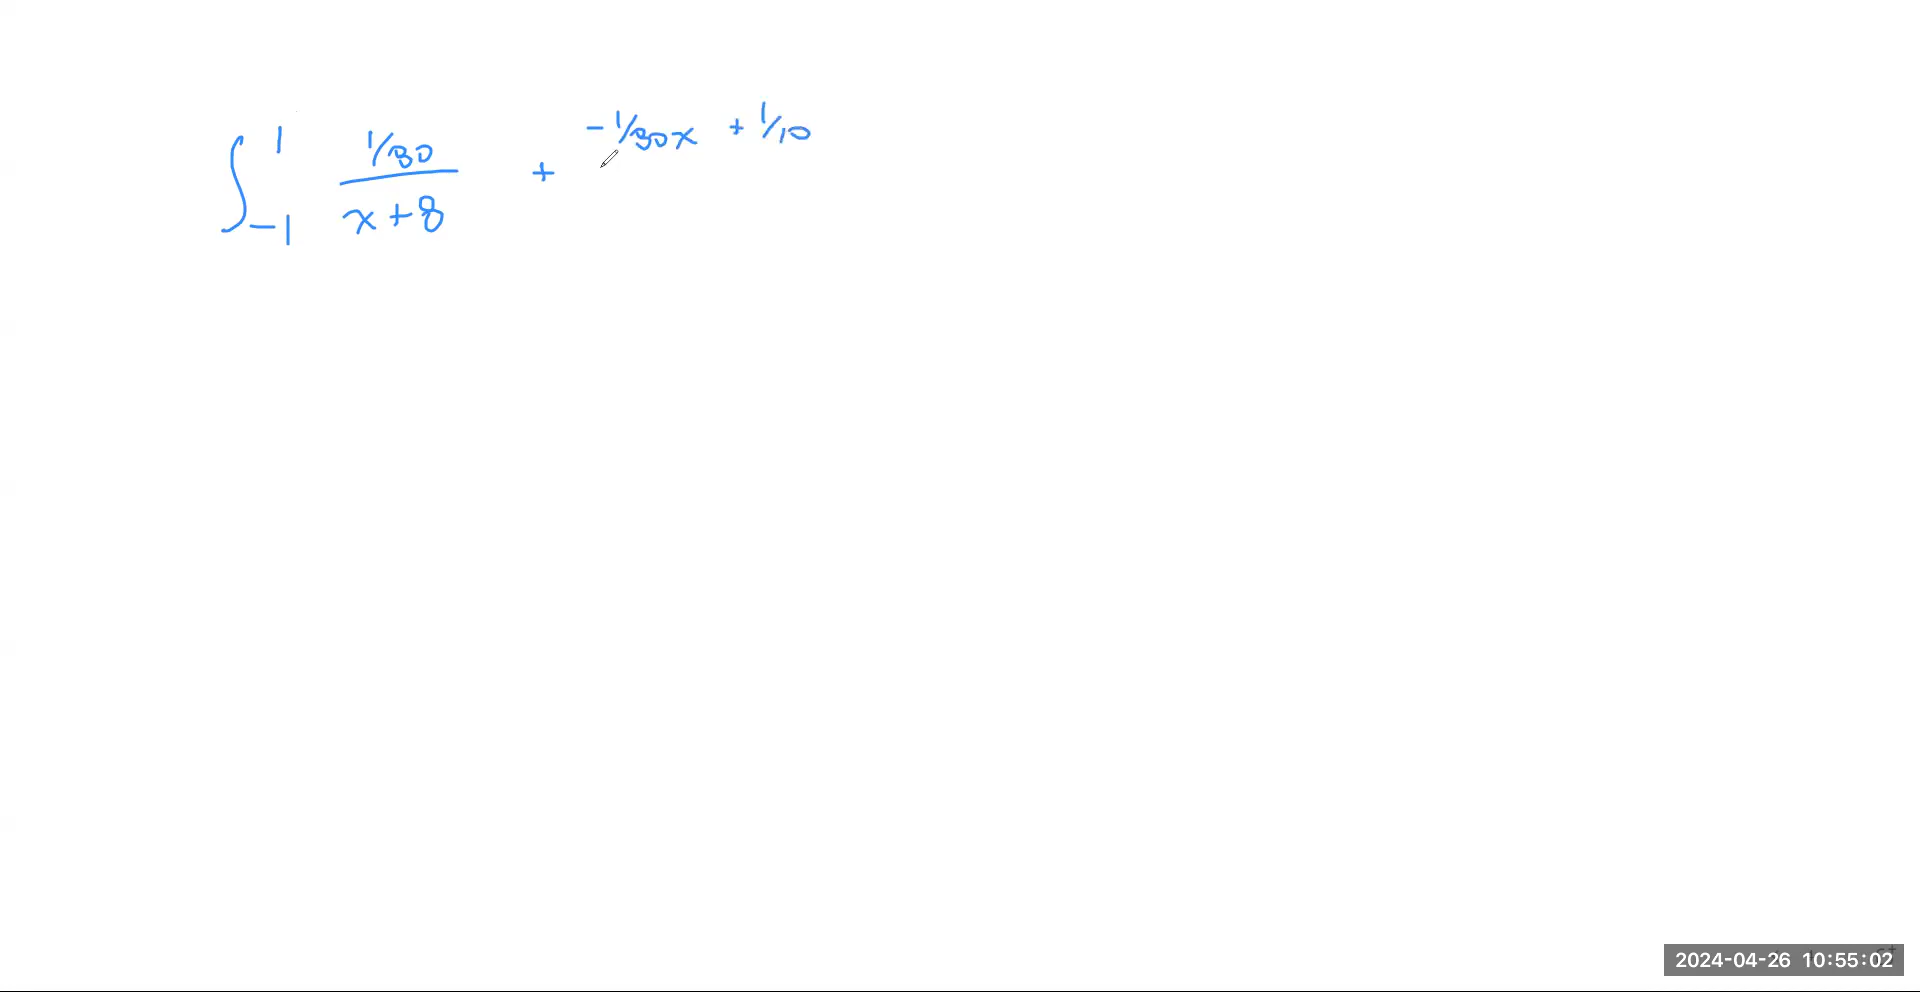 ∫_{-1}^{1} (1/30)/(x+8) + -1/30x + 1/10
2024-04-26 10:55:02